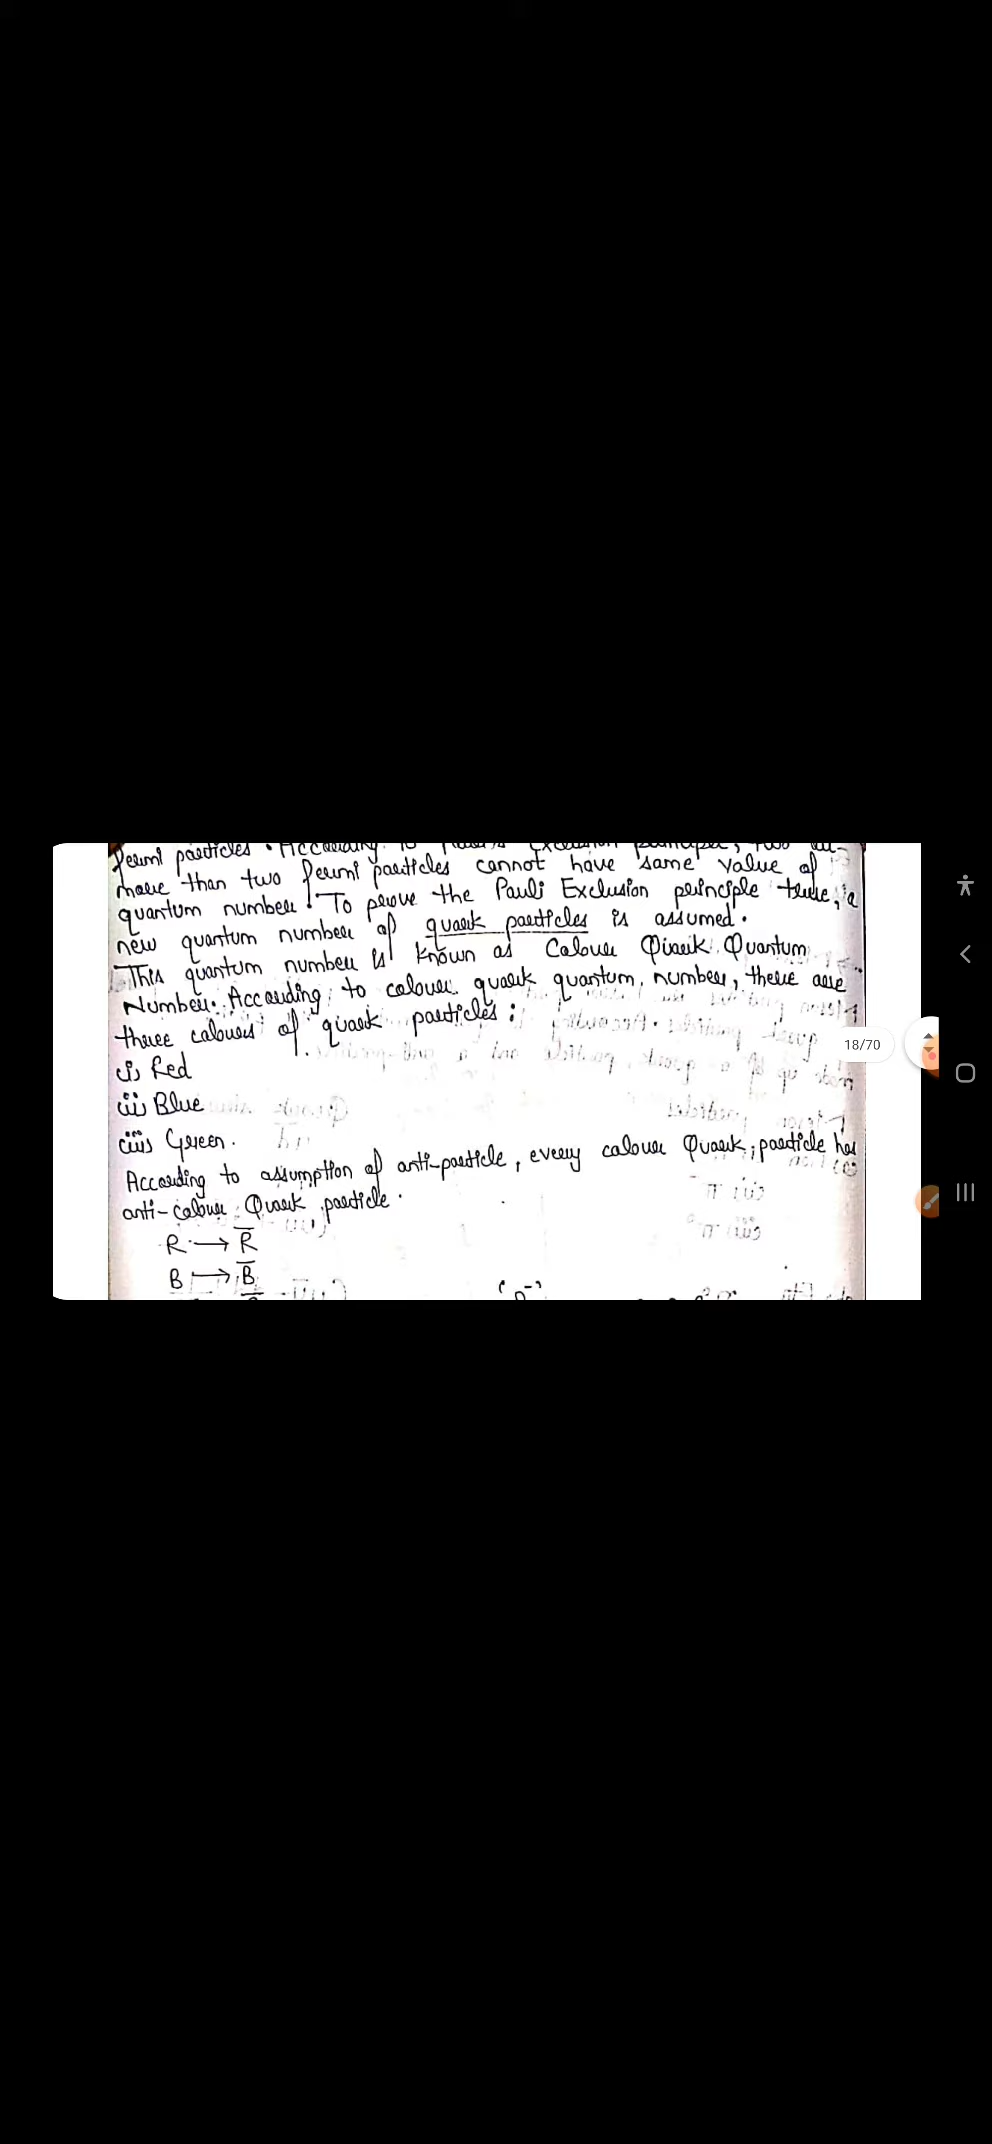 fermi particles. According to Pauli's Exclusion principle, two or
more than two fermi particles cannot have same value of
quantum number. To prove the Pauli Exclusion principle true, a
new quantum number of quark particles is assumed.
This quantum number is known as Colour Quark Quantum
Number. According to colour quark quantum number, there are
three colours of quark particles :
(i) Red
(ii) Blue
(iii) Green.
18/70
According to assumption of anti-particle, every colour Quark particle has
anti-colour Quark particle.
R → R̅
B → B̅